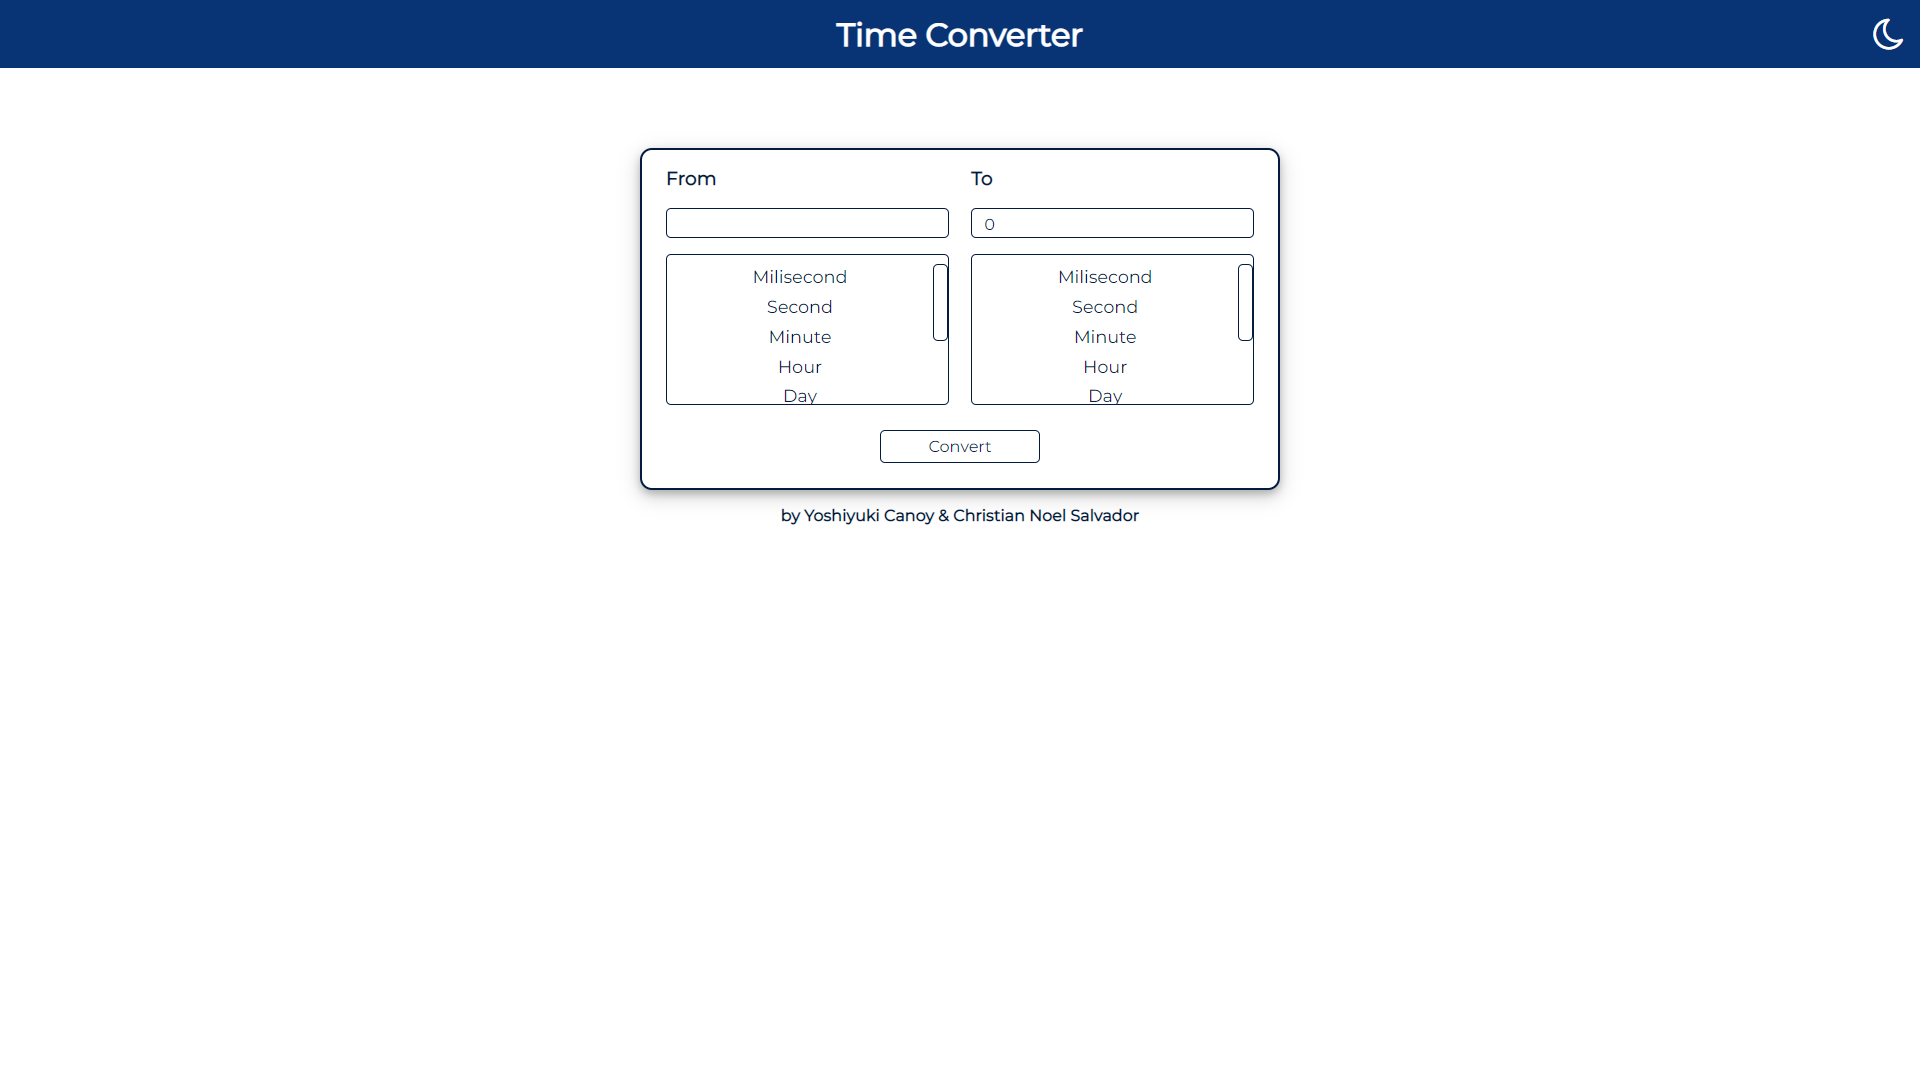 Time Converter
From
To
0
Milisecond
Second
Minute
Hour
Day
Milisecond
Second
Minute
Hour
Day
Convert
by Yoshiyuki Canoy & Christian Noel Salvador